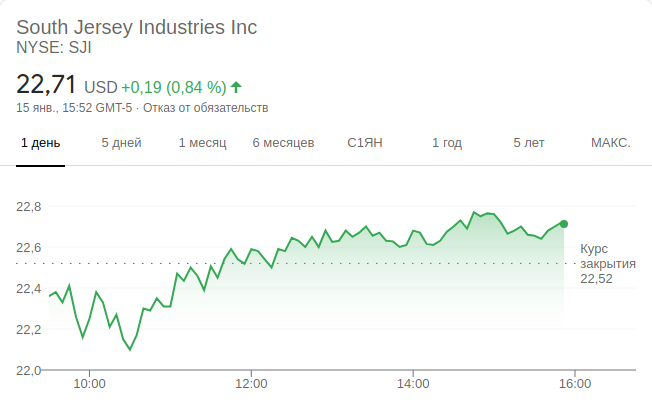 South Jersey Industries Inc
NYSE: SJI
22,71 USD +0,19 (0,84 %)
15 янв., 15:52 GMT-5 · Отказ от обязательств
1 день 5 дней 1 месяц 6 месяцев С1ЯН 1 год 5 лет МАКС.
22,8
22,6
Курс
закрытия
22,52
22,4
22,2
22,0
10:00 12:00 14:00 16:00